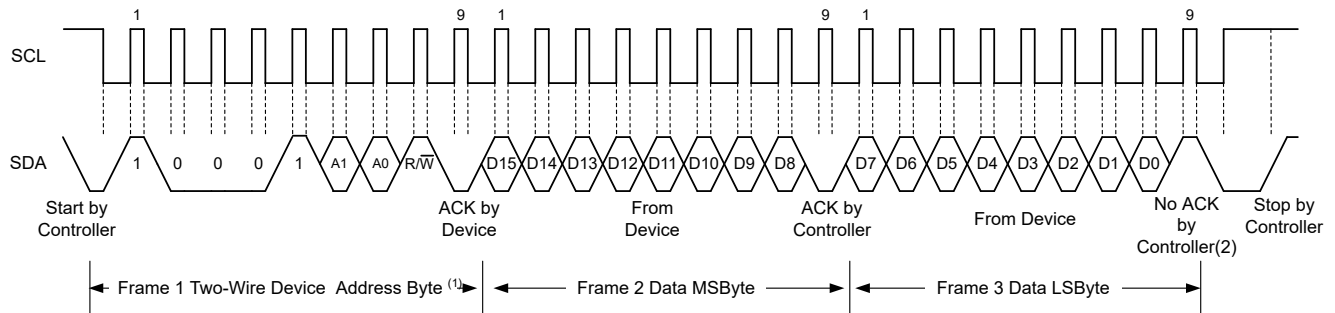 1 9 1 9 1 9
SCL
SDA 1 0 0 0 1 A1 A0 R/W̅ D15 D14 D13 D12 D11 D10 D9 D8 D7 D6 D5 D4 D3 D2 D1 D0
Start by
Controller
ACK by
Device
From
Device
ACK by
Controller
From Device
No ACK
by
Controller(2)
Stop by
Controller
Frame 1 Two-Wire Device Address Byte (1)
Frame 2 Data MSByte
Frame 3 Data LSByte